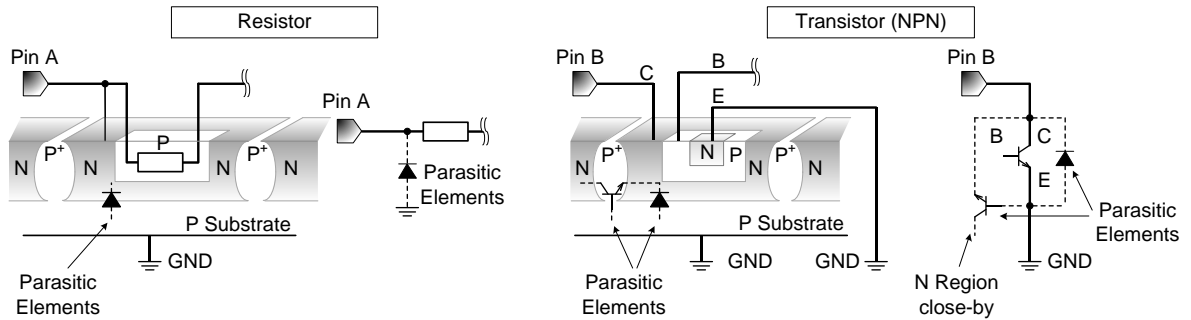 Resistor
Pin A
N
P+
N
P
N
P+
N
Parasitic
Elements
P Substrate
GND
Pin A
Parasitic
Elements
Transistor (NPN)
Pin B
C
B
E
N
P+
N
N
P
N
P+
N
P Substrate
Parasitic
Elements
GND
GND
Pin B
B
C
E
Parasitic
Elements
N Region
close-by
GND